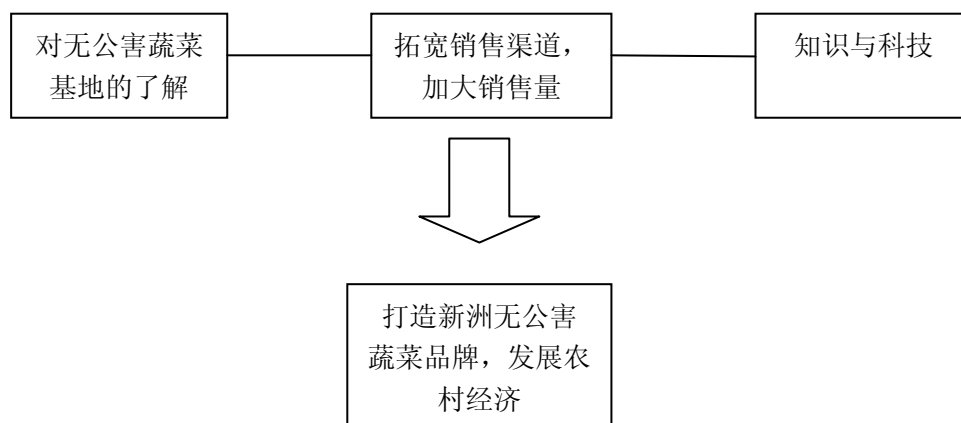 对无公害蔬菜
基地的了解
拓宽销售渠道，
加大销售量
知识与科技
打造新洲无公害
蔬菜品牌，发展农
村经济